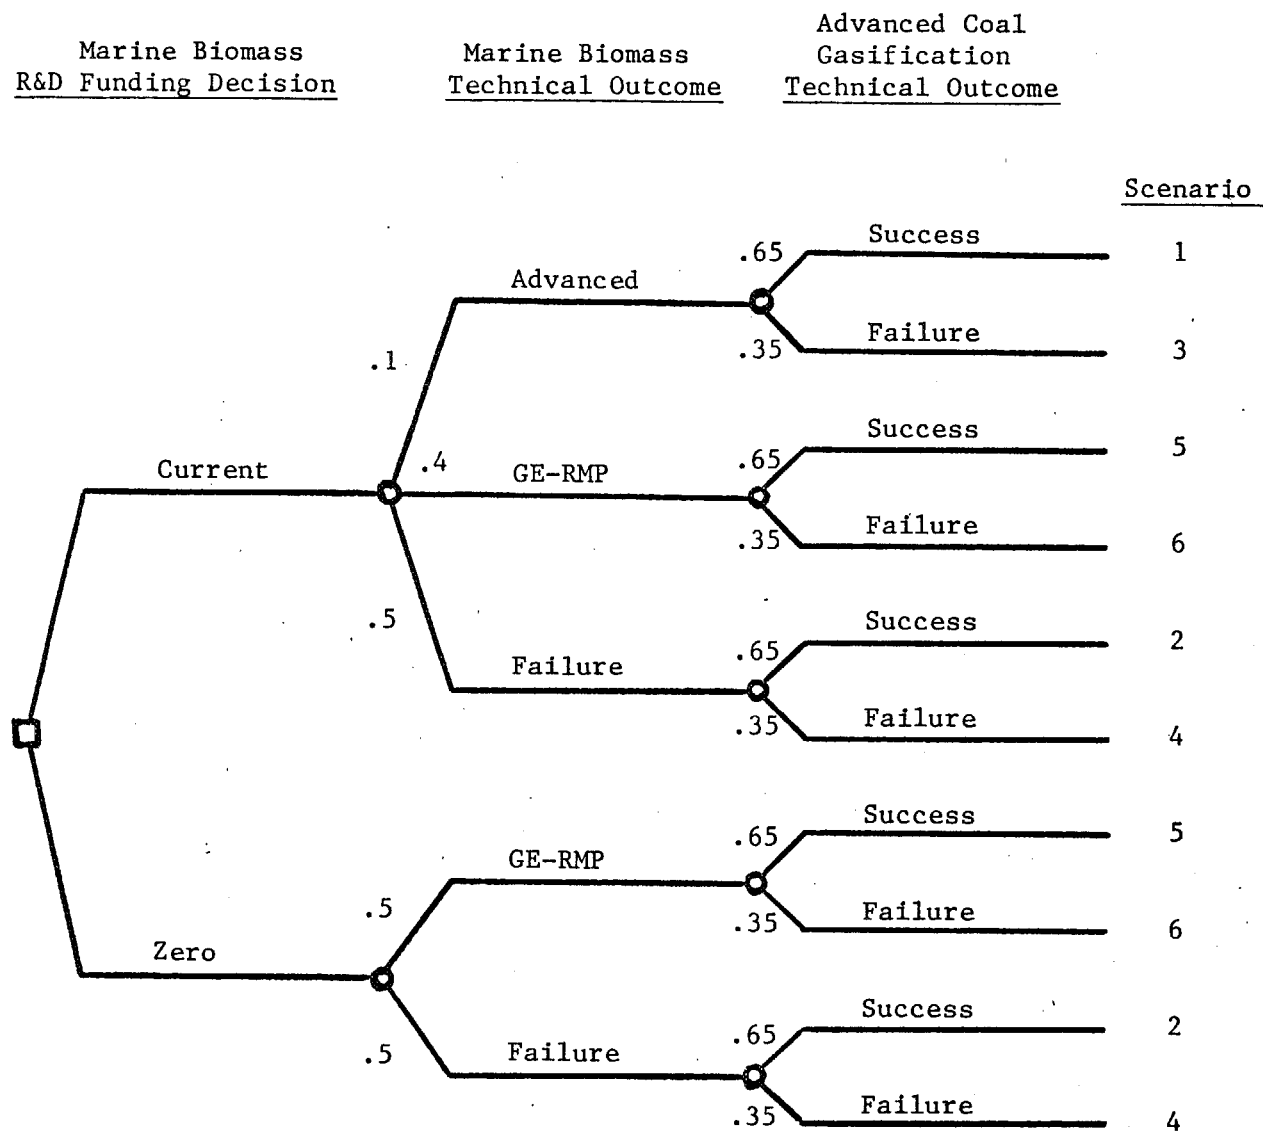 Marine Biomass
R&D Funding Decision
Marine Biomass
Technical Outcome
Advanced Coal
Gasification
Technical Outcome
Scenario
.65
Success
1
Advanced
.35
Failure
3
.1
.65
Success
5
Current
.4
GE-RMP
.35
Failure
6
.5
.65
Success
2
Failure
.35
Failure
4
.65
Success
5
GE-RMP
.5
.35
Failure
6
Zero
.65
Success
2
.5
Failure
.35
Failure
4